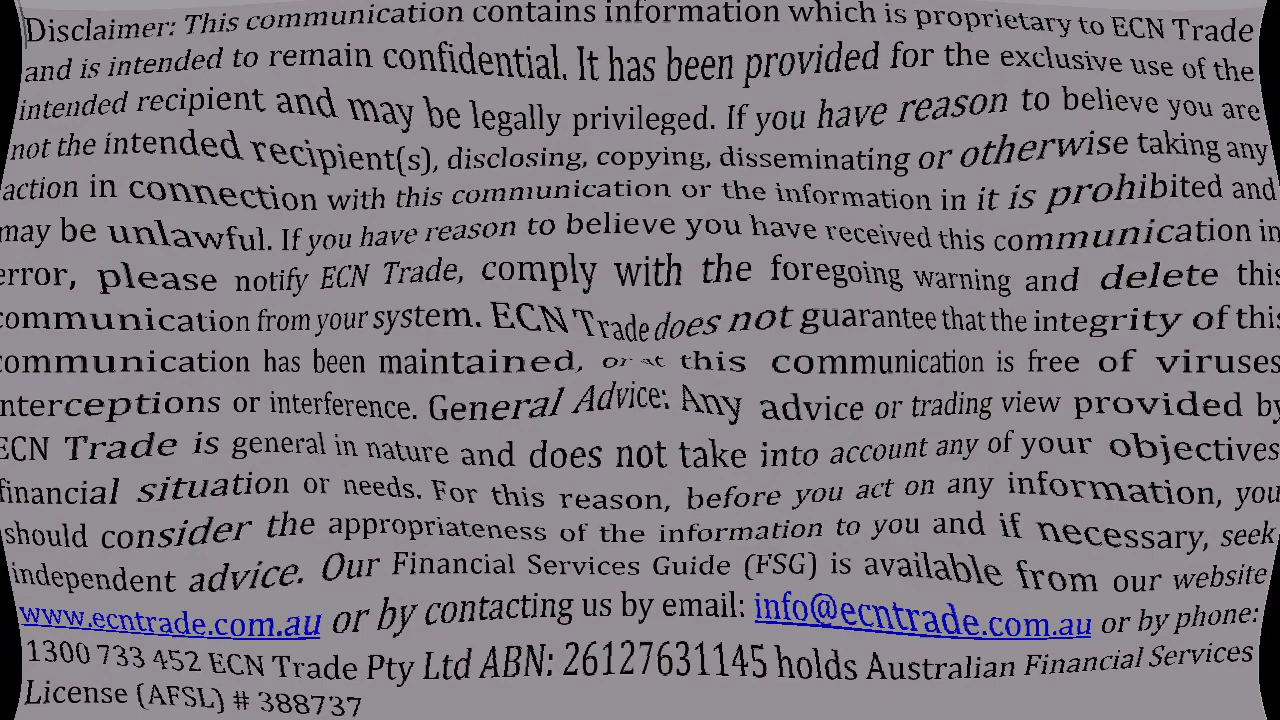 Disclaimer: This communication contains information which is proprietary to ECN Trade
and is intended to remain confidential. It has been provided for the exclusive use of the
intended recipient and may be legally privileged. If you have reason to believe you are
not the intended recipient(s), disclosing, copying, disseminating or otherwise taking any
action in connection with this communication or the information in it is prohibited and
may be unlawful. If you have reason to believe you have received this communication in
error, please notify ECN Trade, comply with the foregoing warning and delete this
communication from your system. ECN Trade does not guarantee that the integrity of this
communication has been maintained, or at this communication is free of viruses
nterceptions or interference. General Advice: Any advice or trading view provided by
ECN Trade is general in nature and does not take into account any of your objectives
financial situation or needs. For this reason, before you act on any information, you
should consider the appropriateness of the information to you and if necessary, seek
independent advice. Our Financial Services Guide (FSG) is available from our website
www.ecntrade.com.au or by contacting us by email: info@ecntrade.com.au or by phone:
1300 733 452 ECN Trade Pty Ltd ABN: 26127631145 holds Australian Financial Services
License (AFSL) # 388737